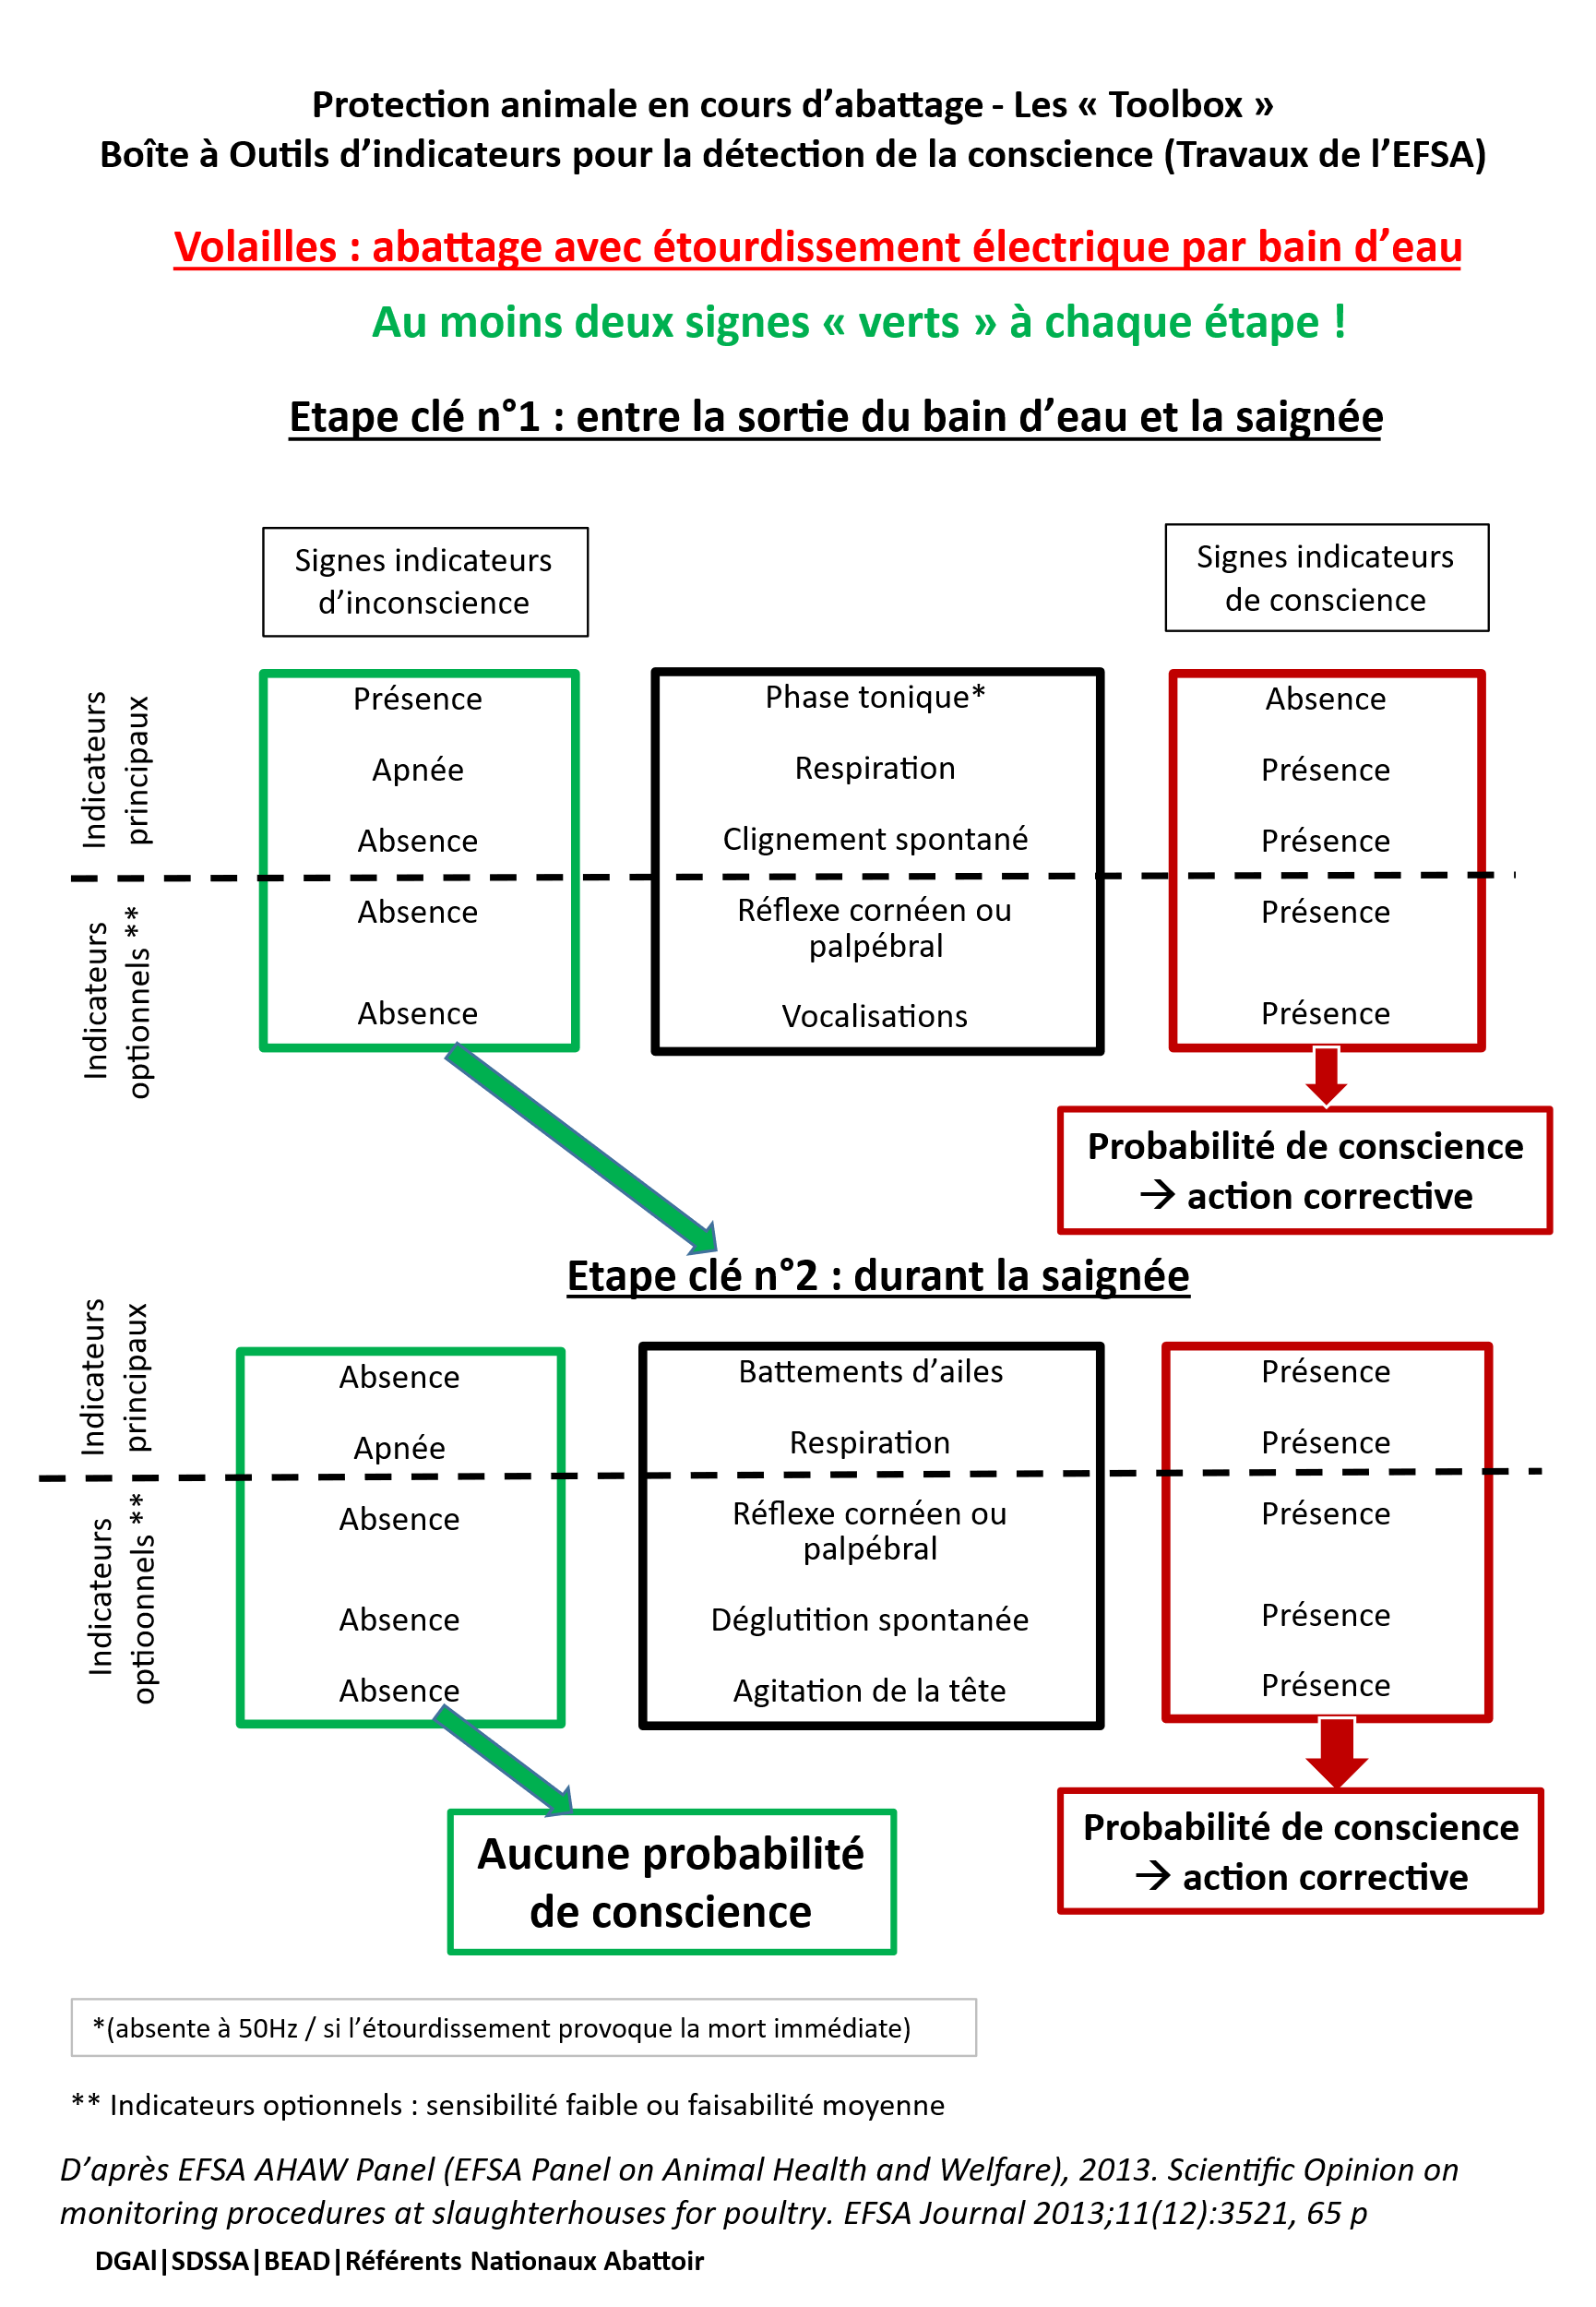 Protection animale en cours d’abattage - Les « Toolbox »
Boîte à Outils d’indicateurs pour la détection de la conscience (Travaux de l’EFSA)
Volailles : abattage avec étourdissement électrique par bain d’eau
Au moins deux signes « verts » à chaque étape !
Etape clé n°1 : entre la sortie du bain d’eau et la saignée
Signes indicateurs
d’inconscience
Signes indicateurs
de conscience
Indicateurs
principaux
Présence
Phase tonique*
Absence
Apnée
Respiration
Présence
Absence
Clignement spontané
Présence
Indicateurs
optionnels **
Absence
Réflexe cornéen ou
palpébral
Présence
Absence
Vocalisations
Présence
Probabilité de conscience
→ action corrective
Etape clé n°2 : durant la saignée
Indicateurs
principaux
Absence
Battements d’ailes
Présence
Apnée
Respiration
Présence
Indicateurs
optioonnels **
Absence
Réflexe cornéen ou
palpébral
Présence
Absence
Déglutition spontanée
Présence
Absence
Agitation de la tête
Présence
Aucune probabilité
de conscience
Probabilité de conscience
→ action corrective
*(absente à 50Hz / si l’étourdissement provoque la mort immédiate)
** Indicateurs optionnels : sensibilité faible ou faisabilité moyenne
D’après EFSA AHAW Panel (EFSA Panel on Animal Health and Welfare), 2013. Scientific Opinion on
monitoring procedures at slaughterhouses for poultry. EFSA Journal 2013;11(12):3521, 65 p
DGAl|SDSSA|BEAD|Référents Nationaux Abattoir